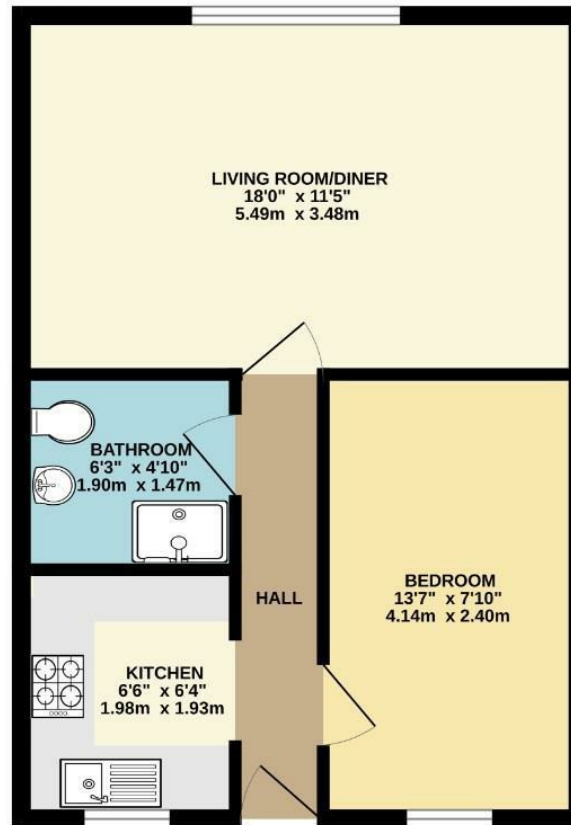 LIVING ROOM/DINER
18'0" x 11'5"
5.49m x 3.48m
BATHROOM
6'3" x 4'10"
1.90m x 1.47m
HALL
BEDROOM
13'7" x 7'10"
4.14m x 2.40m
KITCHEN
6'6" x 6'4"
1.98m x 1.93m